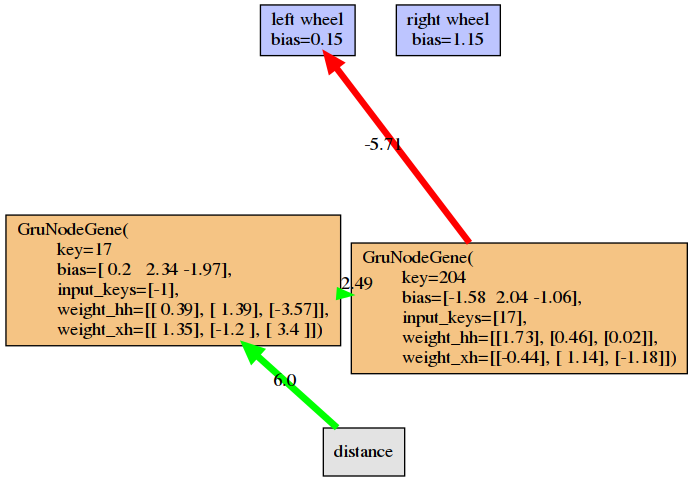 left wheel
bias=0.15
right wheel
bias=1.15
-5.71
GruNodeGene(
key=17
bias=[ 0.2   2.34 -1.97],
input_keys=[-1],
weight_hh=[[ 0.39], [ 1.39], [-3.57]],
weight_xh=[[ 1.35], [-1.2 ], [ 3.4 ]])
2.49
GruNodeGene(
key=204
bias=[-1.58  2.04 -1.06],
input_keys=[17],
weight_hh=[[1.73], [0.46], [0.02]],
weight_xh=[[-0.44], [ 1.14], [-1.18]])
6.0
distance